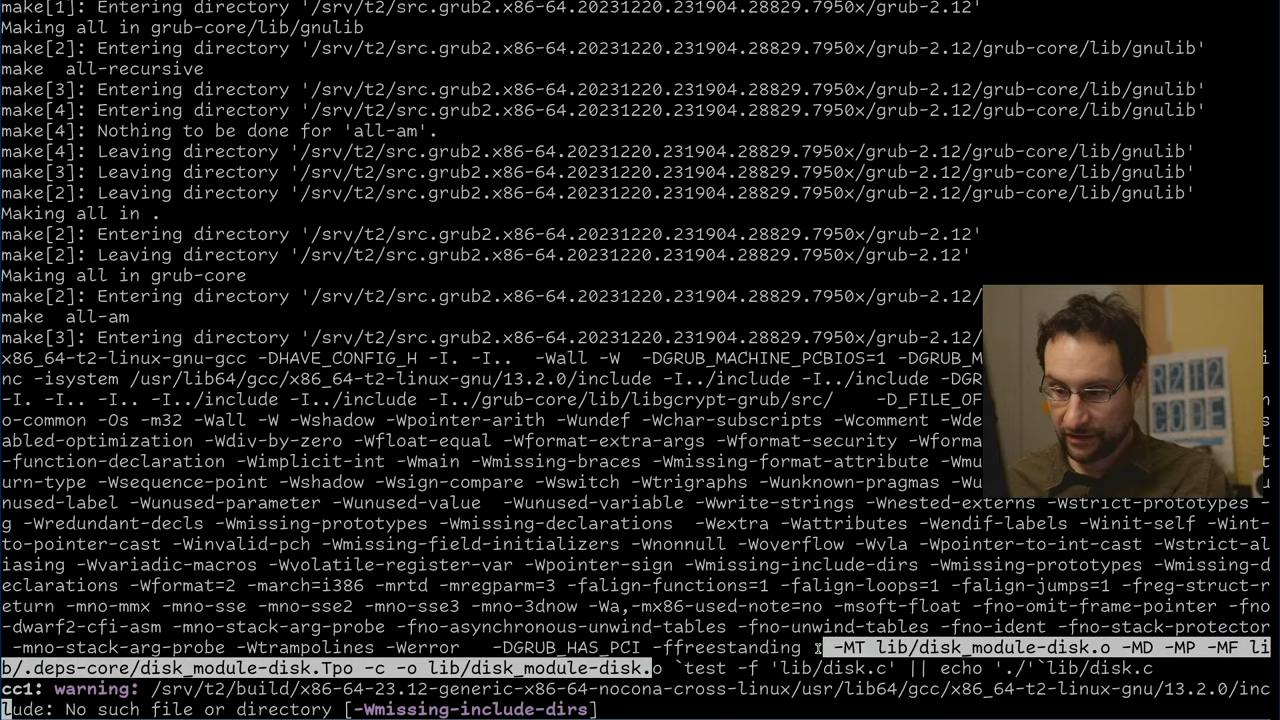 make[1]: Entering directory '/srv/t2/src.grub2.x86-64.20231220.231904.28829.7950x/grub-2.12'
Making all in grub-core/lib/gnulib
make[2]: Entering directory '/srv/t2/src.grub2.x86-64.20231220.231904.28829.7950x/grub-2.12/grub-core/lib/gnulib'
make  all-recursive
make[3]: Entering directory '/srv/t2/src.grub2.x86-64.20231220.231904.28829.7950x/grub-2.12/grub-core/lib/gnulib'
make[4]: Entering directory '/srv/t2/src.grub2.x86-64.20231220.231904.28829.7950x/grub-2.12/grub-core/lib/gnulib'
make[4]: Nothing to be done for 'all-am'.
make[4]: Leaving directory '/srv/t2/src.grub2.x86-64.20231220.231904.28829.7950x/grub-2.12/grub-core/lib/gnulib'
make[3]: Leaving directory '/srv/t2/src.grub2.x86-64.20231220.231904.28829.7950x/grub-2.12/grub-core/lib/gnulib'
make[2]: Leaving directory '/srv/t2/src.grub2.x86-64.20231220.231904.28829.7950x/grub-2.12/grub-core/lib/gnulib'
Making all in .
make[2]: Entering directory '/srv/t2/src.grub2.x86-64.20231220.231904.28829.7950x/grub-2.12'
make[2]: Leaving directory '/srv/t2/src.grub2.x86-64.20231220.231904.28829.7950x/grub-2.12'
Making all in grub-core
make[2]: Entering directory '/srv/t2/src.grub2.x86-64.20231220.231904.28829.7950x/grub-2.12/
make  all-am
make[3]: Entering directory '/srv/t2/src.grub2.x86-64.20231220.231904.28829.7950x/grub-2.12/
x86_64-t2-linux-gnu-gcc -DHAVE_CONFIG_H -I. -I..  -Wall -W  -DGRUB_MACHINE_PCBIOS=1 -DGRUB_M i
nc -isystem /usr/lib64/gcc/x86_64-t2-linux-gnu/13.2.0/include -I../include -I../include -DGR
-I. -I.. -I.. -I../include -I../include -I../grub-core/lib/libgcrypt-grub/src/    -D_FILE_OF n
o-common -Os -m32 -Wall -W -Wshadow -Wpointer-arith -Wundef -Wchar-subscripts -Wcomment -Wde s
abled-optimization -Wdiv-by-zero -Wfloat-equal -Wformat-extra-args -Wformat-security -Wforma t
-function-declaration -Wimplicit-int -Wmain -Wmissing-braces -Wmissing-format-attribute -Wmu t
urn-type -Wsequence-point -Wshadow -Wsign-compare -Wswitch -Wtrigraphs -Wunknown-pragmas -Wu u
nused-label -Wunused-parameter -Wunused-value  -Wunused-variable -Wwrite-strings -Wnested-externs -Wstrict-prototypes -
g -Wredundant-decls -Wmissing-prototypes -Wmissing-declarations  -Wextra -Wattributes -Wendif-labels -Winit-self -Wint-
to-pointer-cast -Winvalid-pch -Wmissing-field-initializers -Wnonnull -Woverflow -Wvla -Wpointer-to-int-cast -Wstrict-al
iasing -Wvariadic-macros -Wvolatile-register-var -Wpointer-sign -Wmissing-include-dirs -Wmissing-prototypes -Wmissing-d
eclarations -Wformat=2 -march=i386 -mrtd -mregparm=3 -falign-functions=1 -falign-loops=1 -falign-jumps=1 -freg-struct-r
eturn -mno-mmx -mno-sse -mno-sse2 -mno-sse3 -mno-3dnow -Wa,-mx86-used-note=no -msoft-float -fno-omit-frame-pointer -fno
-dwarf2-cfi-asm -mno-stack-arg-probe -fno-asynchronous-unwind-tables -fno-unwind-tables -fno-ident -fno-stack-protector
-mno-stack-arg-probe -Wtrampolines -Werror   -DGRUB_HAS_PCI -ffreestanding   -MT lib/disk_module-disk.o -MD -MP -MF li
b/.deps-core/disk_module-disk.Tpo -c -o lib/disk_module-disk.o `test -f 'lib/disk.c' || echo './'`lib/disk.c
cc1: warning: /srv/t2/build/x86-64-23.12-generic-x86-64-nocona-cross-linux/usr/lib64/gcc/x86_64-t2-linux-gnu/13.2.0/inc
lude: No such file or directory [-Wmissing-include-dirs]
CODE